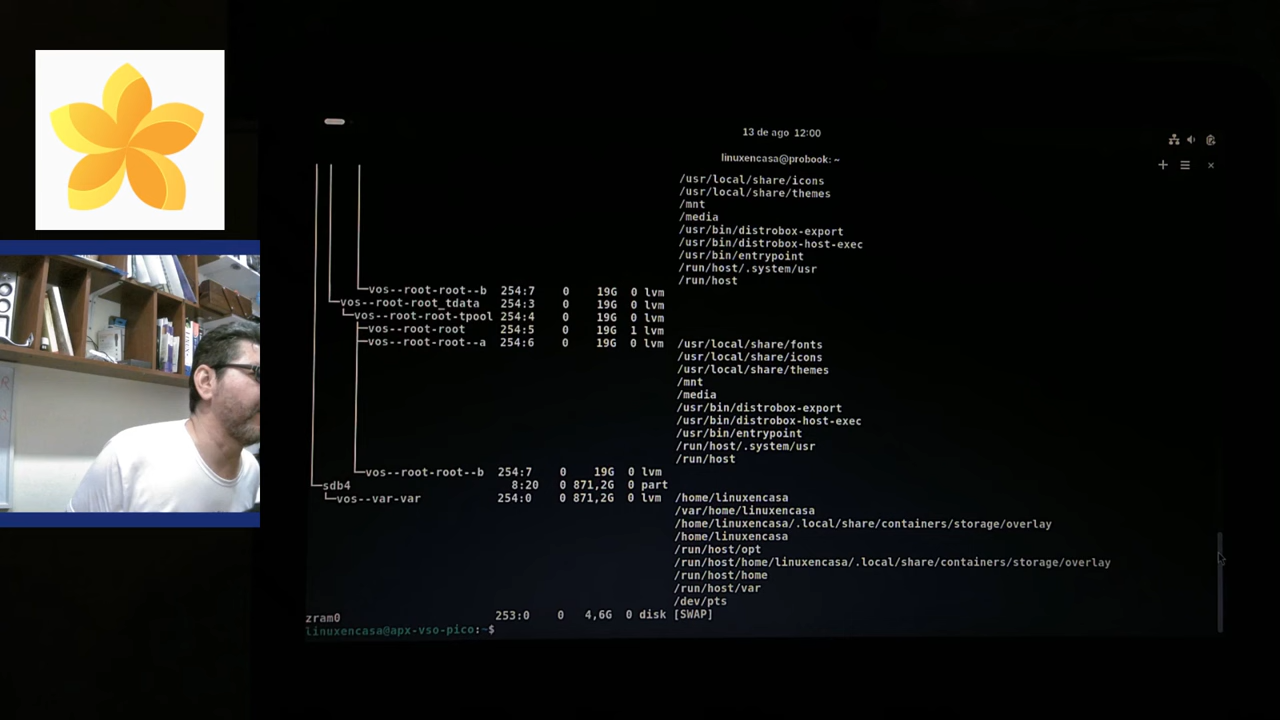 13 de ago 12:00
linuxencasa@probook: ~
/usr/local/share/icons
/usr/local/share/themes
/mnt
/media
/usr/bin/distrobox-export
/usr/bin/distrobox-host-exec
/usr/bin/entrypoint
/run/host/.system/usr
/run/host
vos--root-root--b 254:7 0 19G 0 lvm
vos--root-root_tdata 254:3 0 19G 0 lvm
vos--root-root-tpool 254:4 0 19G 0 lvm
vos--root-root 254:5 0 19G 1 lvm
vos--root-root--a 254:6 0 19G 0 lvm /usr/local/share/fonts
/usr/local/share/icons
/usr/local/share/themes
/mnt
/media
/usr/bin/distrobox-export
/usr/bin/distrobox-host-exec
/usr/bin/entrypoint
/run/host/.system/usr
/run/host
vos--root-root--b 254:7 0 19G 0 lvm
sdb4 8:20 0 871,2G 0 part
vos--var-var 254:0 0 871,2G 0 lvm /home/linuxencasa
/var/home/linuxencasa
/home/linuxencasa/.local/share/containers/storage/overlay
/home/linuxencasa
/run/host/opt
/run/host/home/linuxencasa/.local/share/containers/storage/overlay
/run/host/home
/run/host/var
/dev/pts
zram0 253:0 0 4,6G 0 disk [SWAP]
linuxencasa@apx-vso-pico:~$